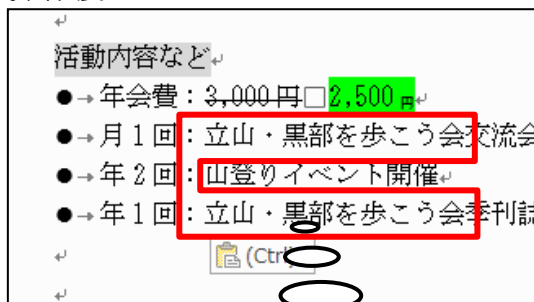 活動内容など
●→年会費：3,000円□2,500円
●→月1回：立山・黒部を歩こう会交流会
●→年2回：山登りイベント開催
●→年1回：立山・黒部を歩こう会季刊誌
(Ctrl)